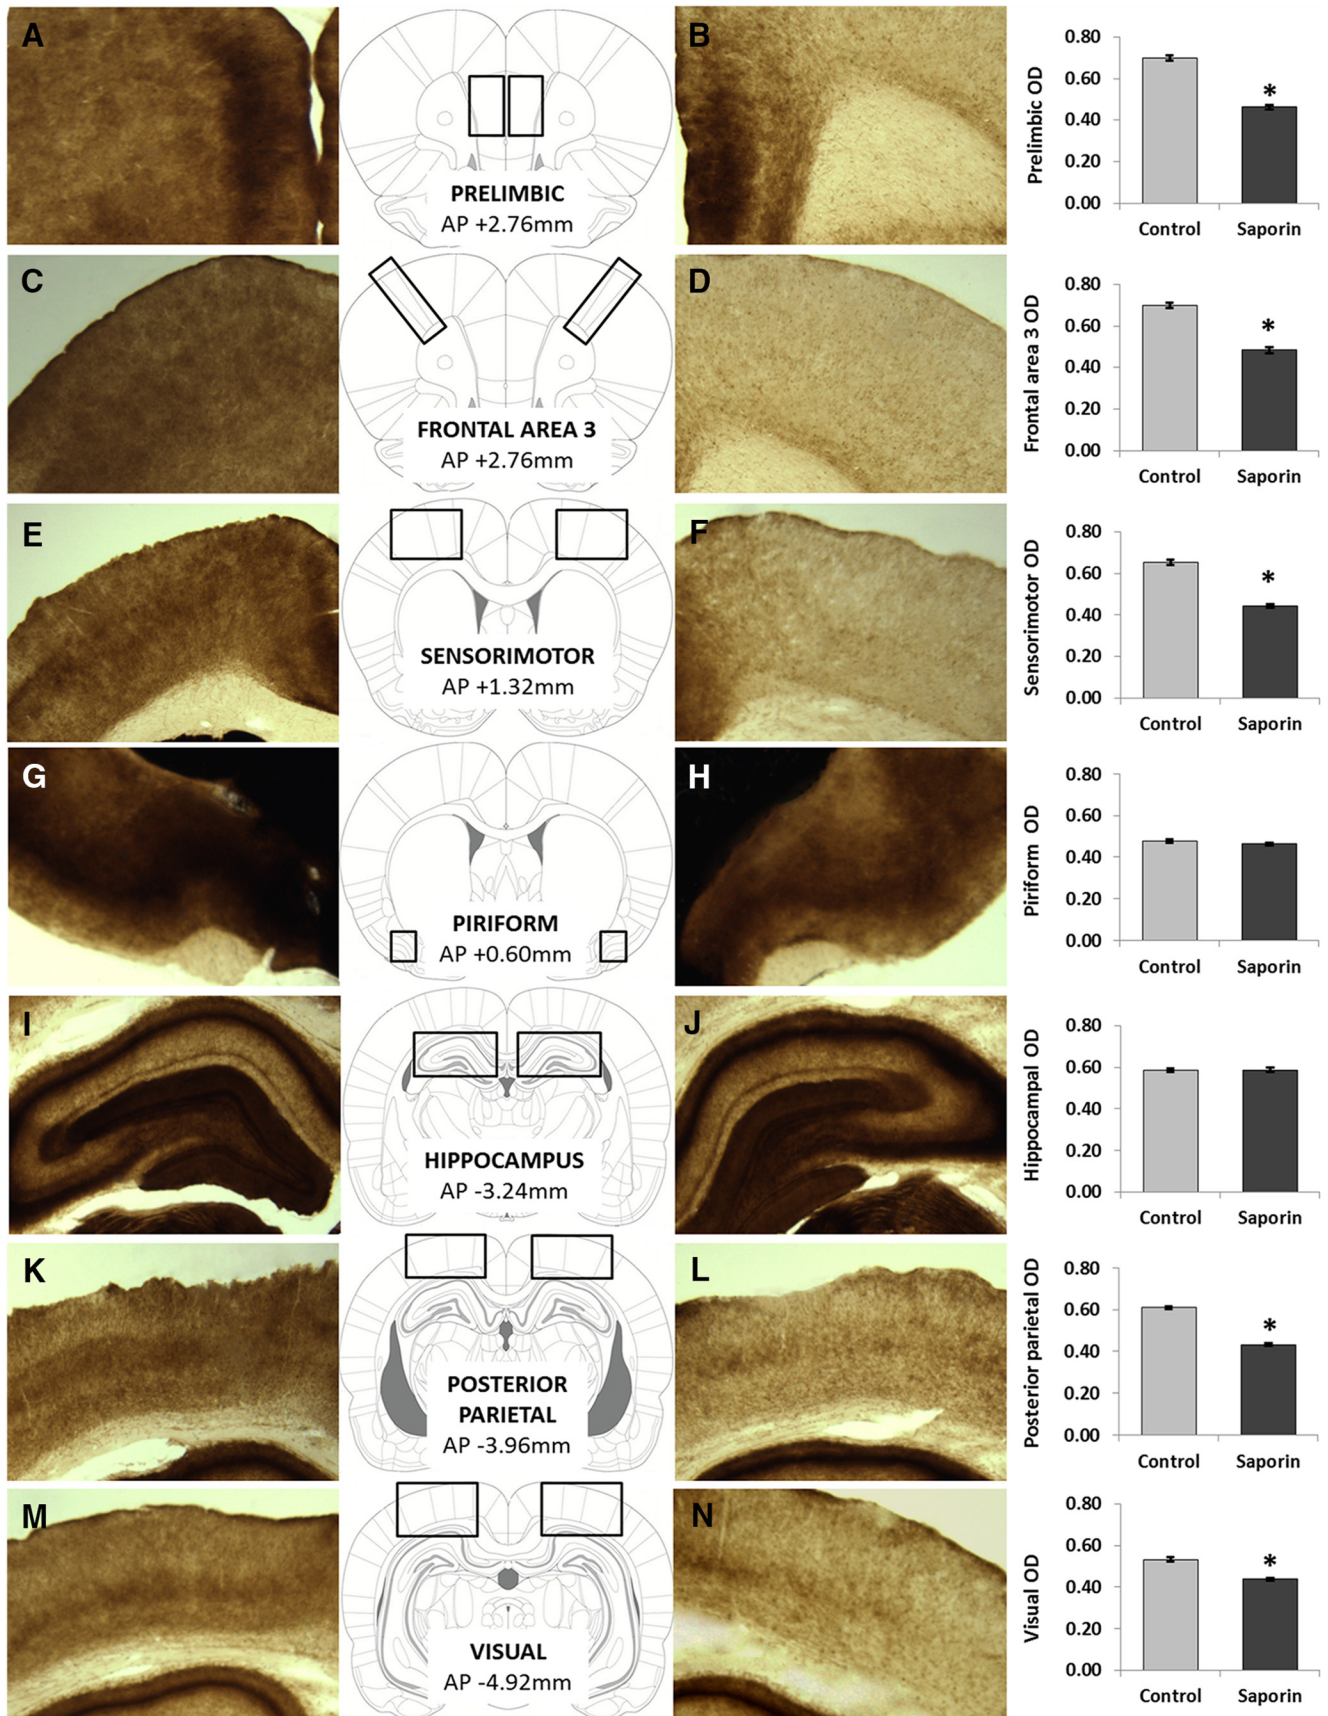 A
PRELIMBIC
AP +2.76mm
B
Prelimbic OD
0.80
0.60
0.40
0.20
0.00
*
Control Saporin
C
FRONTAL AREA 3
AP +2.76mm
D
Frontal area 3 OD
0.80
0.60
0.40
0.20
0.00
*
Control Saporin
E
SENSORIMOTOR
AP +1.32mm
F
Sensorimotor OD
0.80
0.60
0.40
0.20
0.00
*
Control Saporin
G
PIRIFORM
AP +0.60mm
H
Piriform OD
0.80
0.60
0.40
0.20
0.00
Control Saporin
I
HIPPOCAMPUS
AP -3.24mm
J
Hippocampal OD
0.80
0.60
0.40
0.20
0.00
Control Saporin
K
POSTERIOR
PARIETAL
AP -3.96mm
L
Posterior parietal OD
0.80
0.60
0.40
0.20
0.00
*
Control Saporin
M
VISUAL
AP -4.92mm
N
Visual OD
0.80
0.60
0.40
0.20
0.00
*
Control Saporin